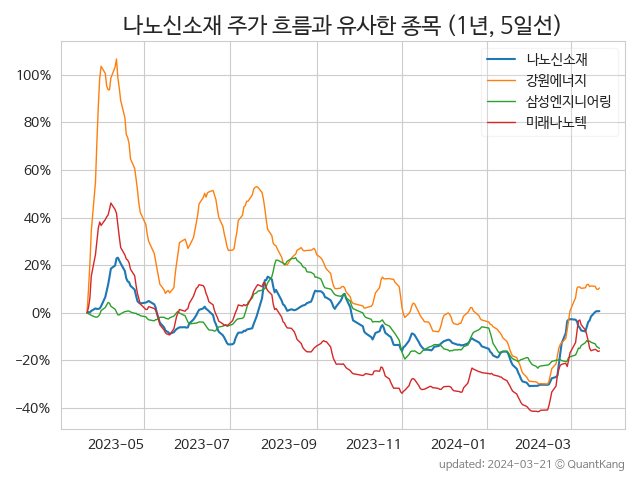 나노신소재 주가 흐름과 유사한 종목 (1년, 5일선)
나노신소재
강원에너지
삼성엔지니어링
미래나노텍
100%
80%
60%
40%
20%
0%
−20%
−40%
2023-05 2023-07 2023-09 2023-11 2024-01 2024-03
updated: 2024-03-21 © QuantKang